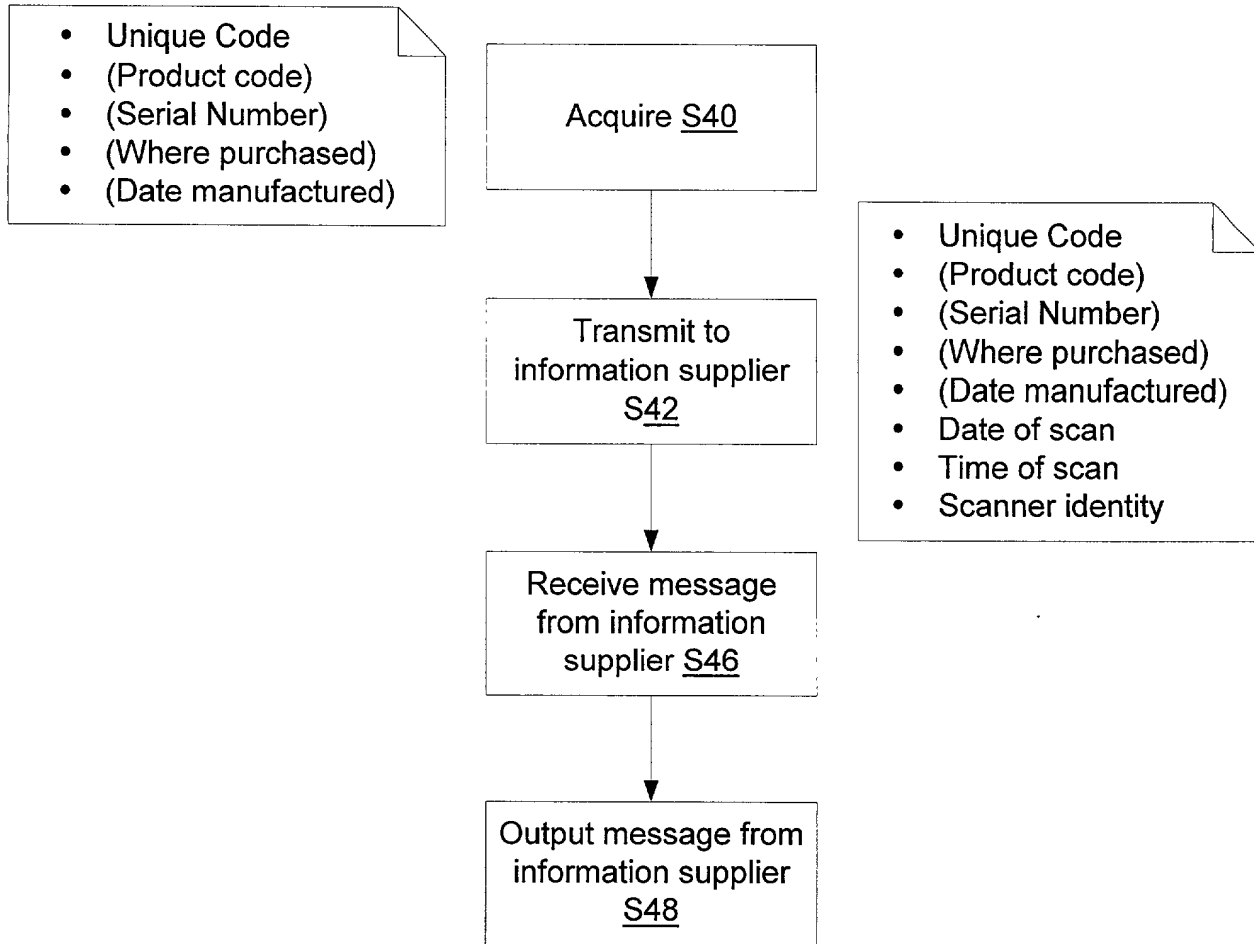 • Unique Code
• (Product code)
• (Serial Number)
• (Where purchased)
• (Date manufactured)
Acquire S40
• Unique Code
• (Product code)
• (Serial Number)
• (Where purchased)
• (Date manufactured)
• Date of scan
• Time of scan
• Scanner identity
Transmit to
information supplier
S42
Receive message
from information
supplier S46
Output message from
information supplier
S48